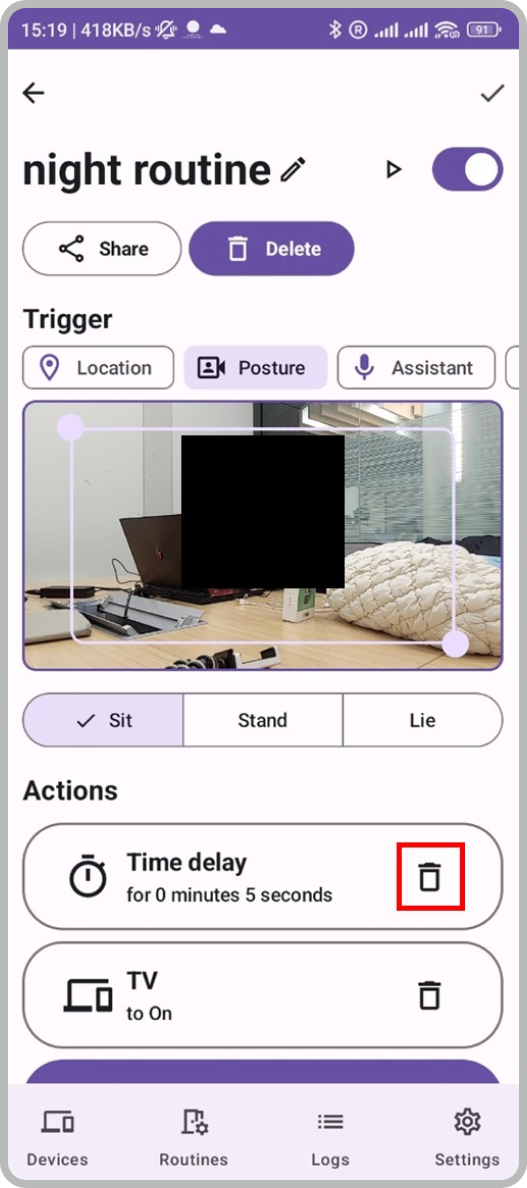 15:19 | 418KB/s
91
night routine
Share
Delete
Trigger
Location
Posture
Assistant
Sit
Stand
Lie
Actions
Time delay
for 0 minutes 5 seconds
TV
to On
Devices
Routines
Logs
Settings